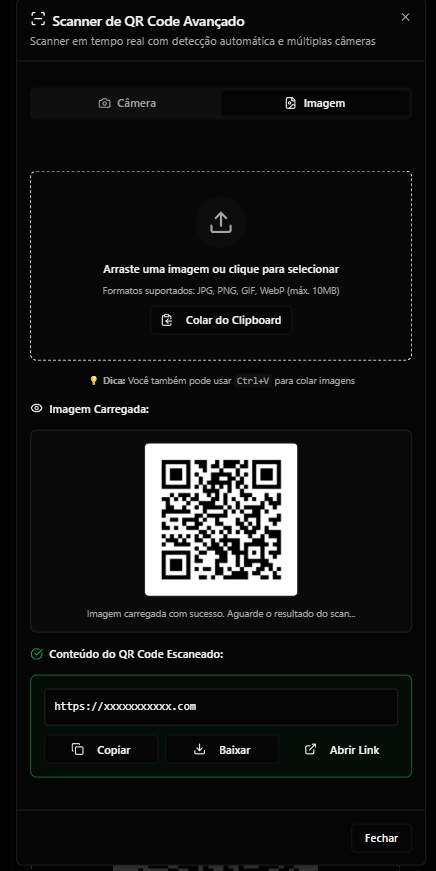 Scanner de QR Code Avançado
Scanner em tempo real com detecção automática e múltiplas câmeras
Câmera
Imagem
Arraste uma imagem ou clique para selecionar
Formatos suportados: JPG, PNG, GIF, WebP (máx. 10MB)
Colar do Clipboard
Dica: Você também pode usar Ctrl+V para colar imagens
Imagem Carregada:
Imagem carregada com sucesso. Aguarde o resultado do scan...
Conteúdo do QR Code Escaneado:
https://xxxxxxxxxxx.com
Copiar
Baixar
Abrir Link
Fechar